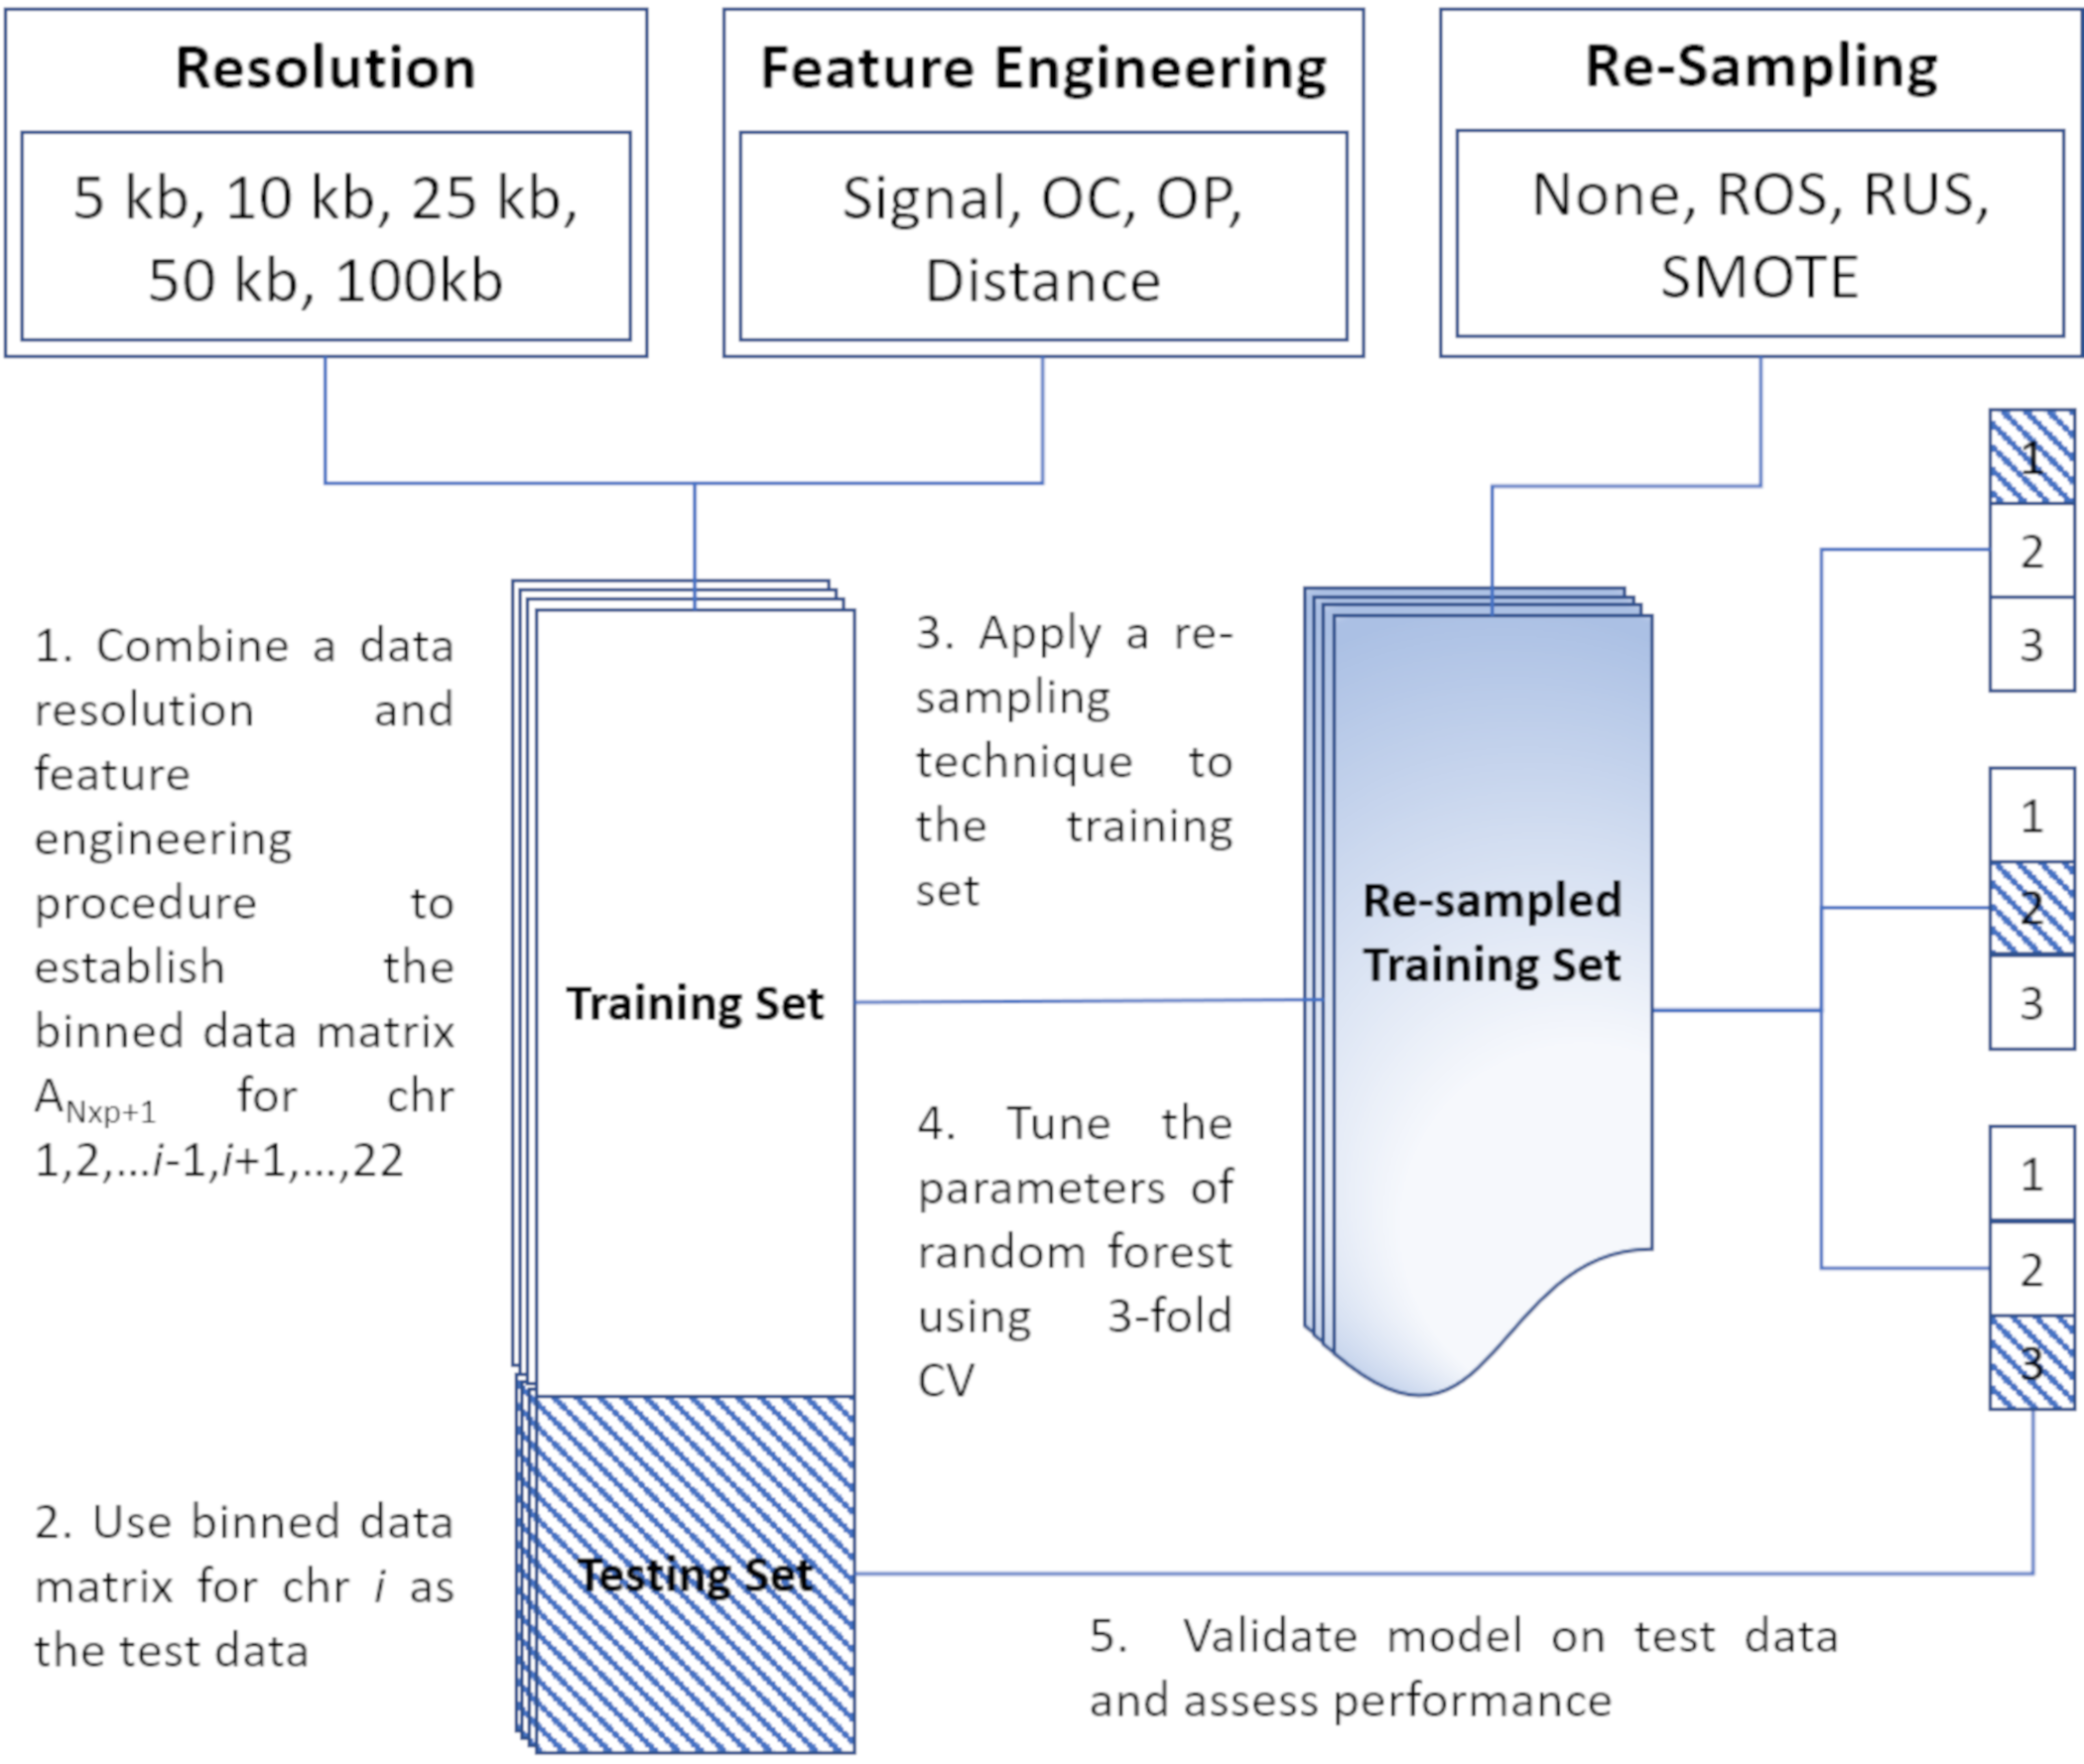 Resolution
5 kb, 10 kb, 25 kb,
50 kb, 100kb
Feature Engineering
Signal, OC, OP,
Distance
Re-Sampling
None, ROS, RUS,
SMOTE
1. Combine a data
resolution and
feature
engineering
procedure to
establish the
binned data matrix
A_Nxp+1 for chr
1,2,...i-1,i+1,...,22
2. Use binned data
matrix for chr i as
the test data
Training Set
Testing Set
3. Apply a re-
sampling
technique to
the training
set
4. Tune the
parameters of
random forest
using 3-fold
CV
Re-sampled
Training Set
1
2
3
1
2
3
1
2
3
5. Validate model on test data
and assess performance